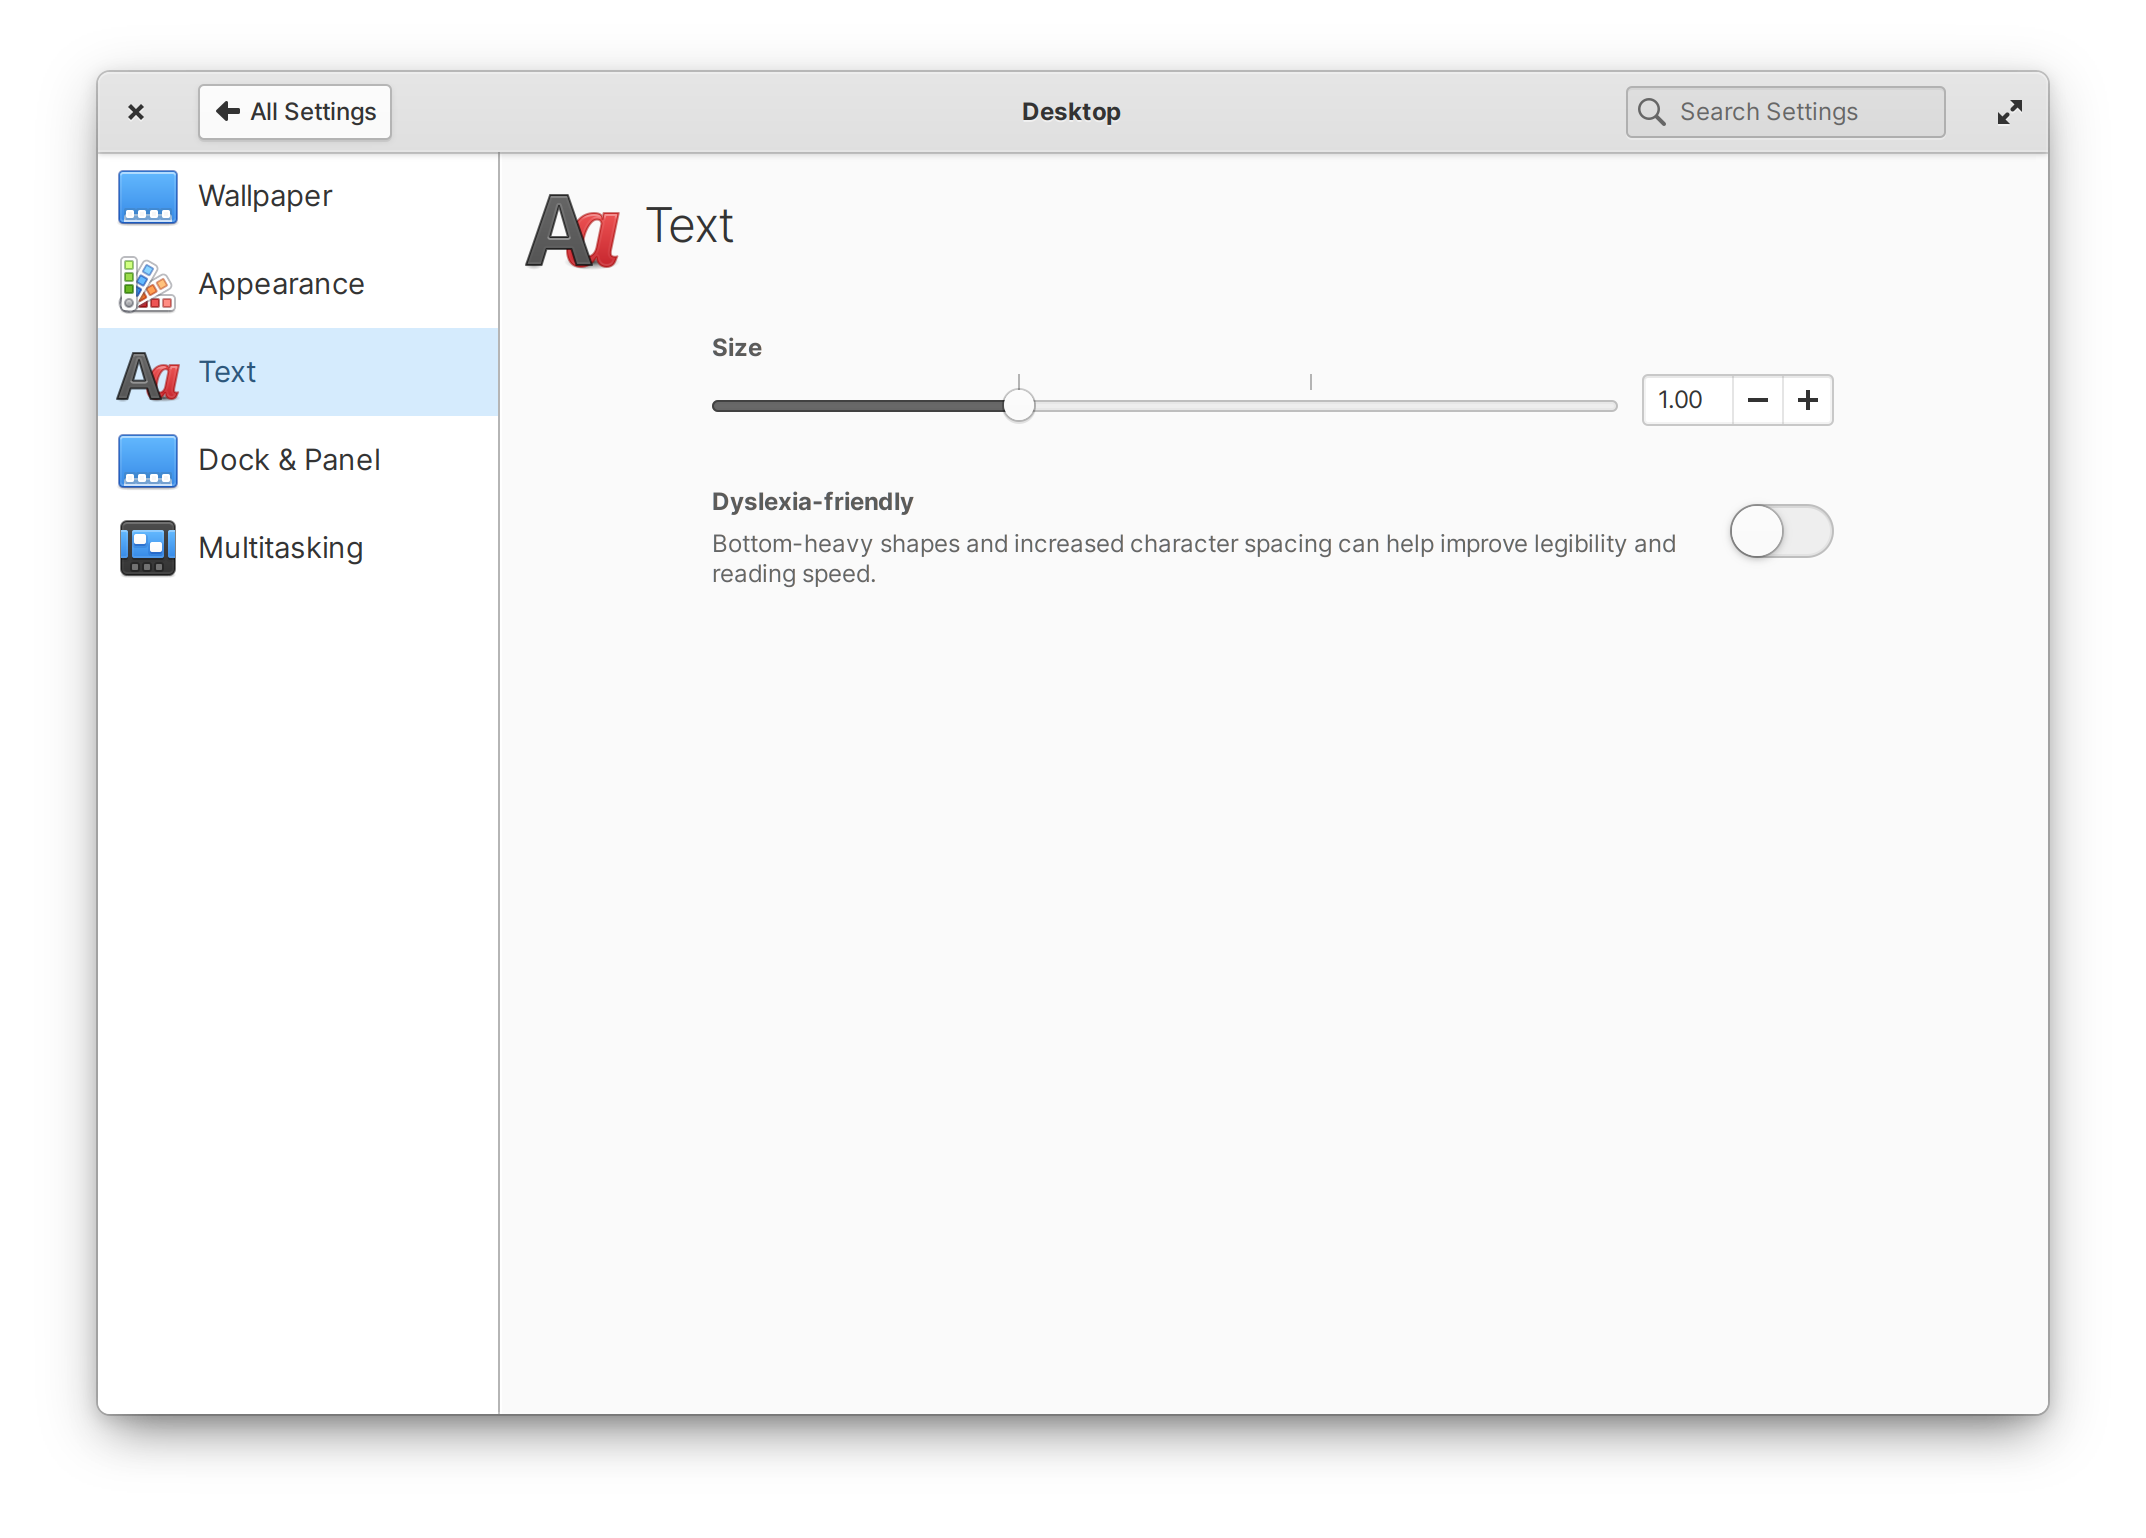 All Settings
Desktop
Search Settings
Wallpaper
Appearance
Text
Dock & Panel
Multitasking
Text
Size
1.00
Dyslexia-friendly
Bottom-heavy shapes and increased character spacing can help improve legibility and
reading speed.